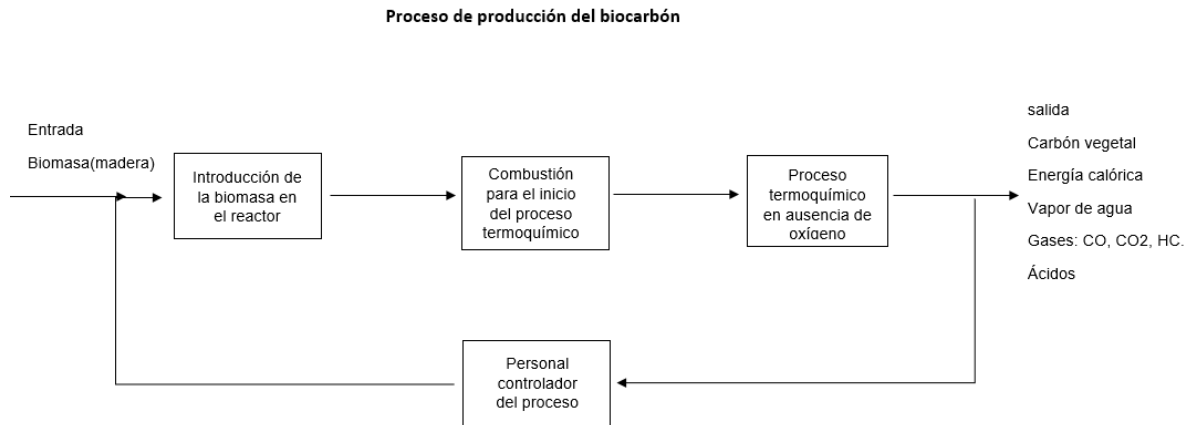 Proceso de producción del biocarbón
Entrada
Biomasa(madera)
Introducción de
la biomasa en
el reactor
Combustión
para el inicio
del proceso
termoquímico
Proceso
termoquímico
en ausencia de
oxígeno
salida
Carbón vegetal
Energía calórica
Vapor de agua
Gases: CO, CO2, HC.
Ácidos
Personal
controlador
del proceso